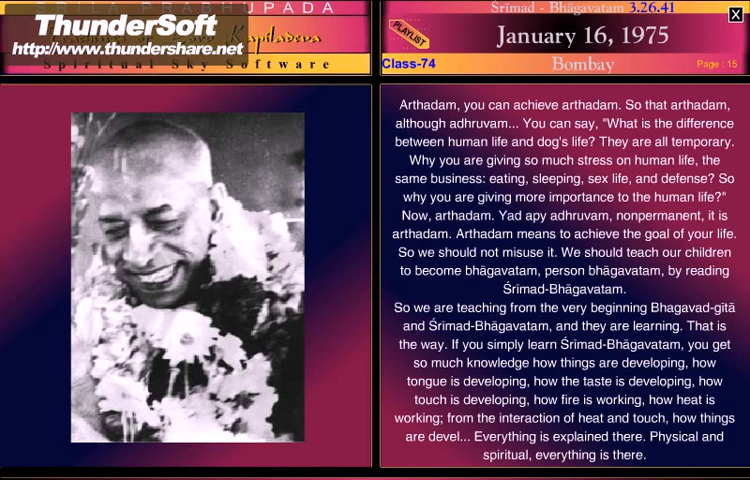 SRILA PRABHUPADA
ThunderSoft
Kapiladeva
http://www.thundershare.net
Spiritual Sky Software
Śrīmad - Bhāgavatam 3.26.41
PLAYLIST
January 16, 1975
X
Class-74
Bombay
Page : 15
Arthadam, you can achieve arthadam. So that arthadam,
although adhruvam... You can say, "What is the difference
between human life and dog's life? They are all temporary.
Why you are giving so much stress on human life, the
same business: eating, sleeping, sex life, and defense? So
why you are giving more importance to the human life?"
Now, arthadam. Yad apy adhruvam, nonpermanent, it is
arthadam. Arthadam means to achieve the goal of your life.
So we should not misuse it. We should teach our children
to become bhāgavatam, person bhāgavatam, by reading
Śrīmad-Bhāgavatam.
So we are teaching from the very beginning Bhagavad-gītā
and Śrīmad-Bhāgavatam, and they are learning. That is
the way. If you simply learn Śrīmad-Bhāgavatam, you get
so much knowledge how things are developing, how
tongue is developing, how the taste is developing, how
touch is developing, how fire is working, how heat is
working; from the interaction of heat and touch, how things
are devel... Everything is explained there. Physical and
spiritual, everything is there.